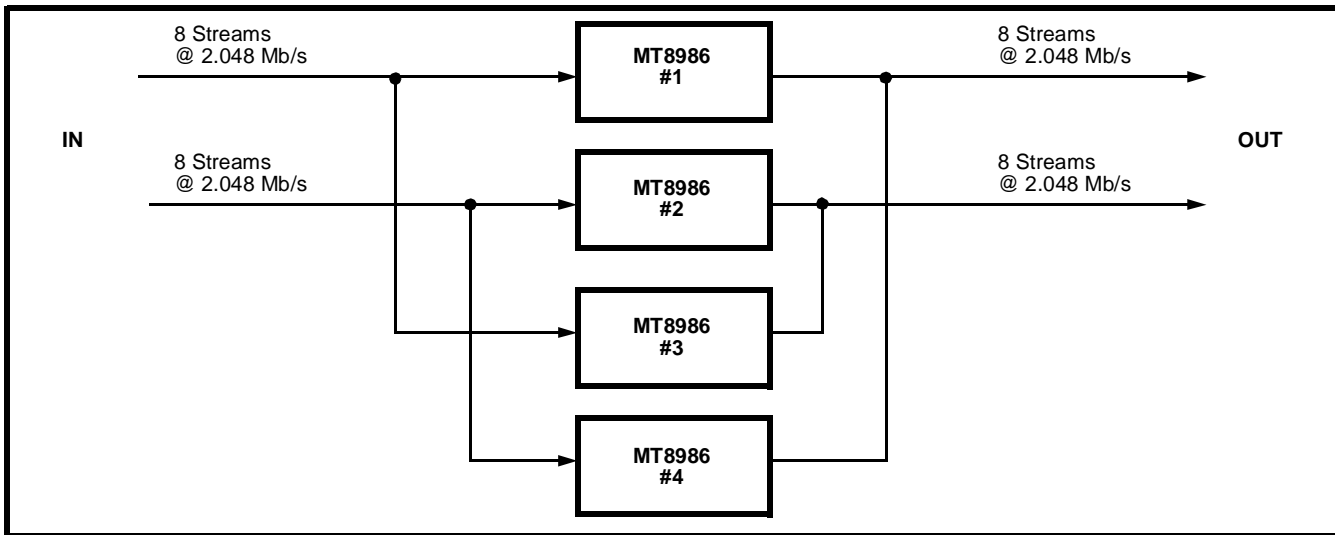 8 Streams
@ 2.048 Mb/s
MT8986
#1
8 Streams
@ 2.048 Mb/s
IN
OUT
8 Streams
@ 2.048 Mb/s
MT8986
#2
8 Streams
@ 2.048 Mb/s
MT8986
#3
MT8986
#4